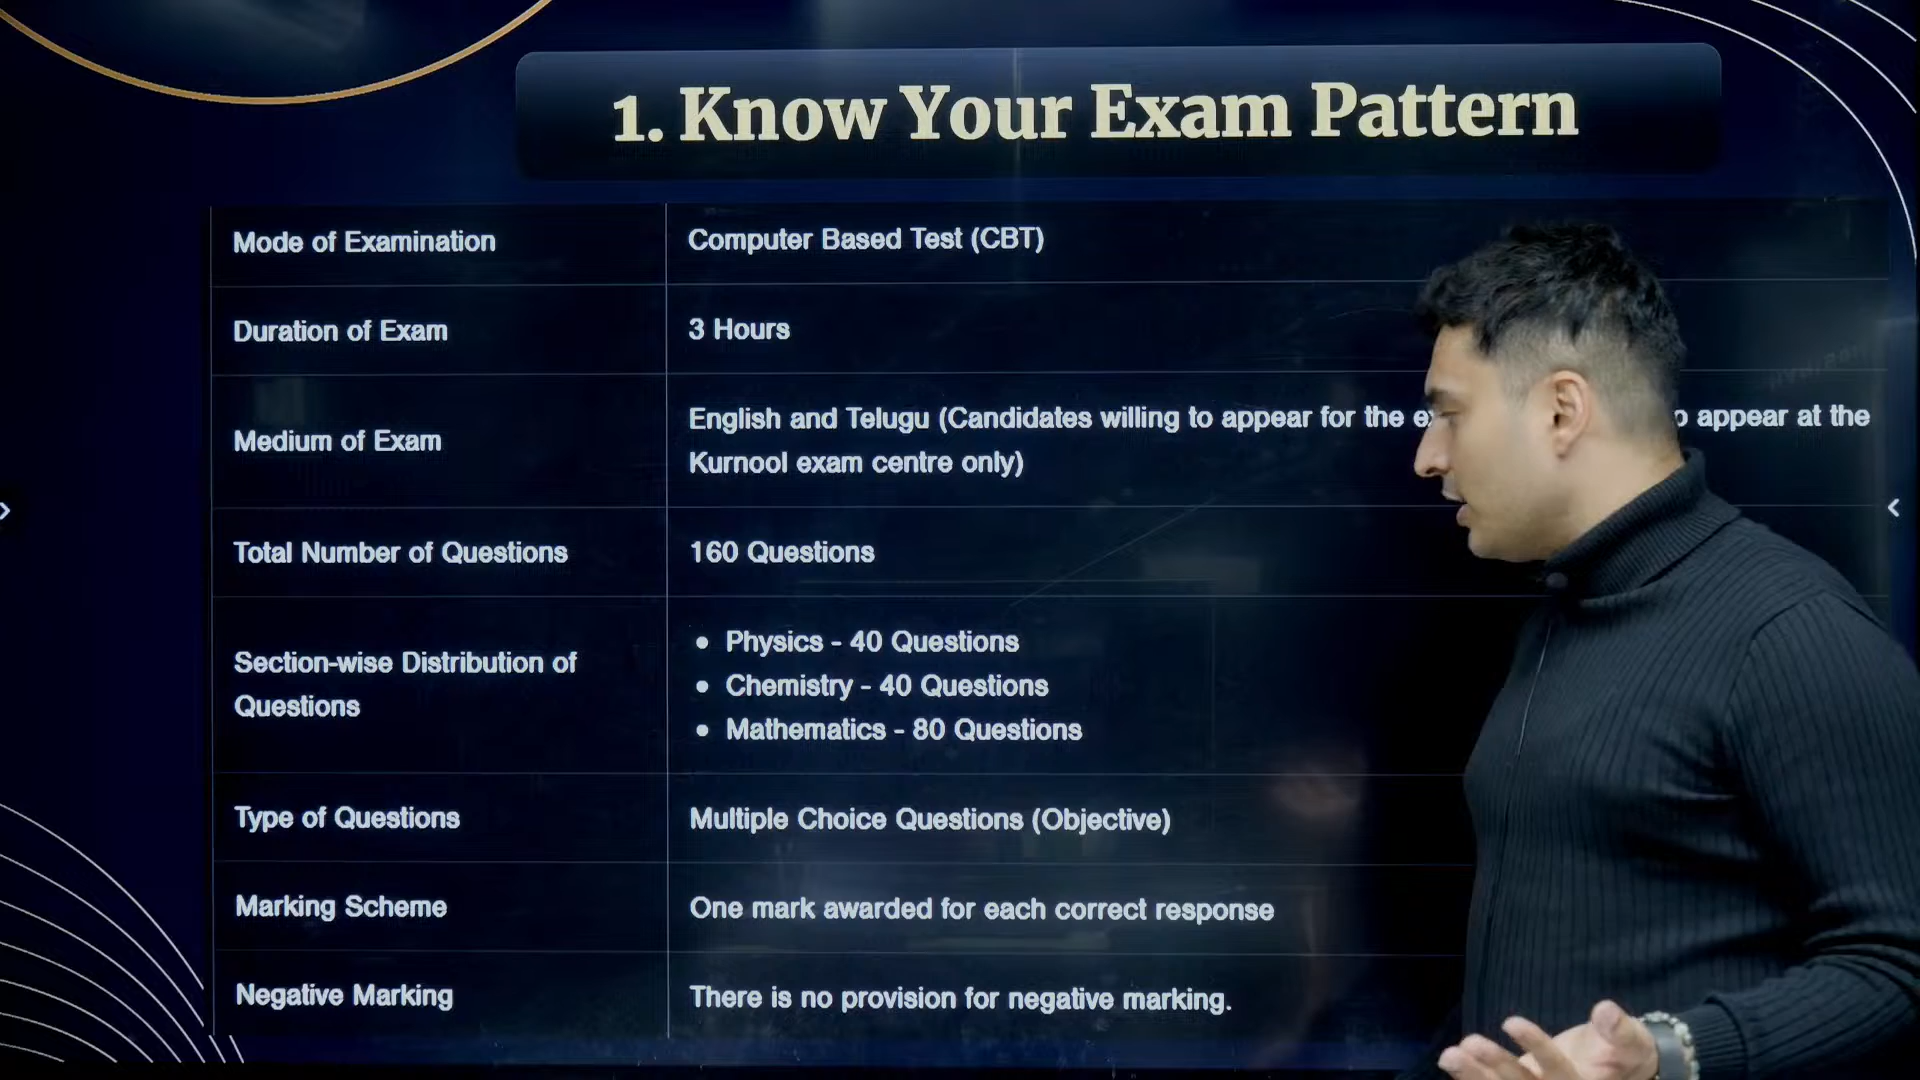 1. Know Your Exam Pattern
Mode of Examination
Computer Based Test (CBT)
Duration of Exam
3 Hours
Medium of Exam
English and Telugu (Candidates willing to appear for the appear at the
Kurnool exam centre only)
Total Number of Questions
160 Questions
Section-wise Distribution of
Questions
• Physics - 40 Questions
• Chemistry - 40 Questions
• Mathematics - 80 Questions
Type of Questions
Multiple Choice Questions (Objective)
Marking Scheme
One mark awarded for each correct response
Negative Marking
There is no provision for negative marking.